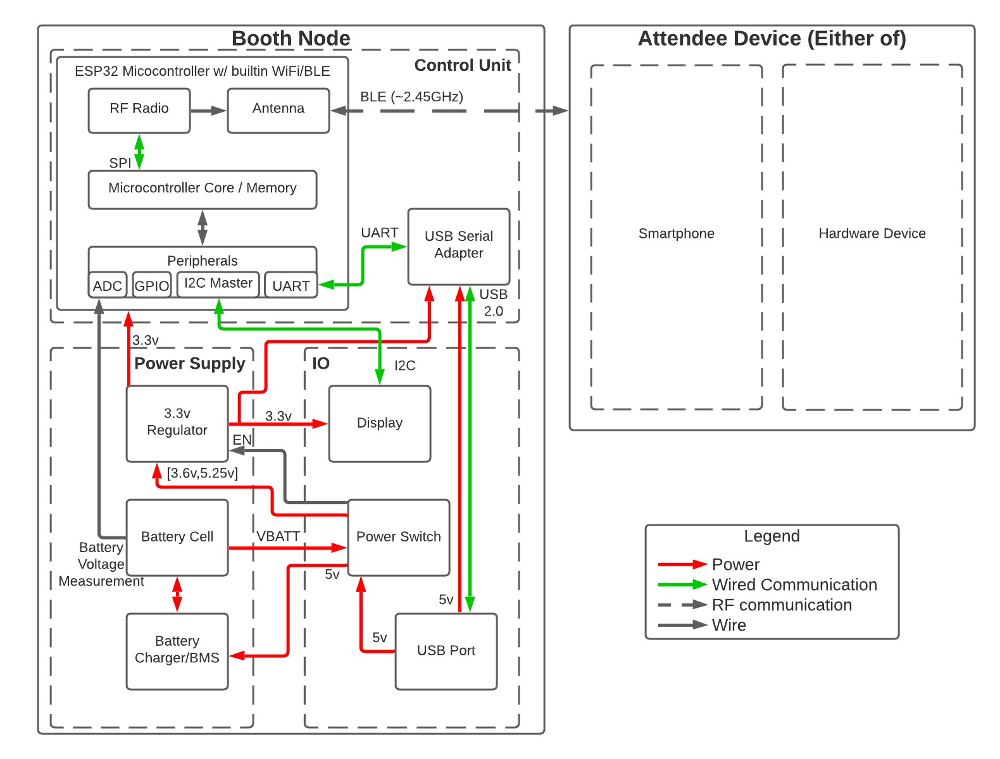 Booth Node
Control Unit
ESP32 Micocontroller w/ builtin WiFi/BLE
RF Radio
Antenna
BLE (~2.45GHz)
SPI
Microcontroller Core / Memory
Peripherals
ADC
GPIO
I2C Master
UART
UART
USB Serial
Adapter
USB
2.0
3.3v
Power Supply
3.3v
Regulator
3.3v
EN
[3.6v,5.25v]
Battery Cell
VBATT
Battery
Voltage
Measurement
Battery
Charger/BMS
IO
I2C
Display
Power Switch
5v
5v
5v
USB Port
Attendee Device (Either of)
Smartphone
Hardware Device
Legend
Power
Wired Communication
RF communication
Wire